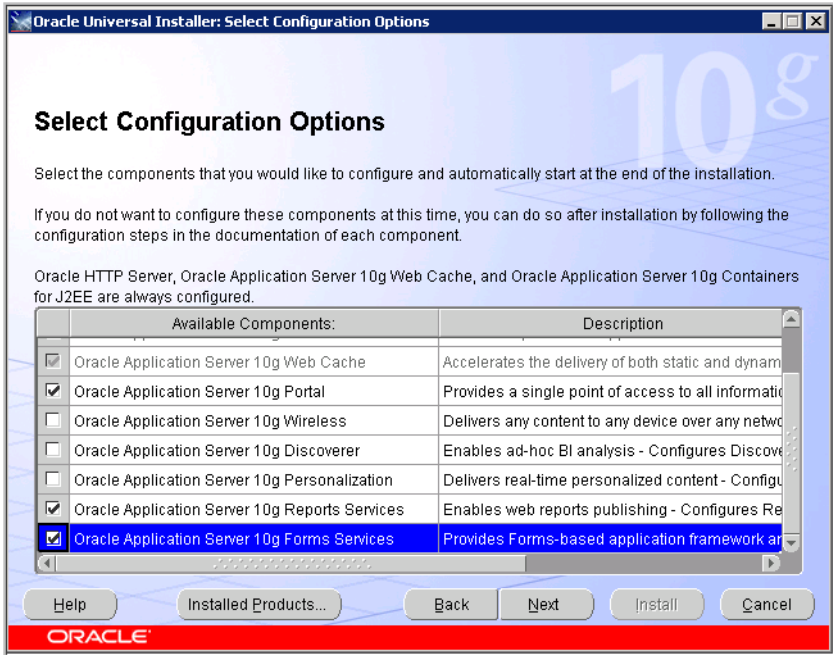 Oracle Universal Installer: Select Configuration Options
10g
Select Configuration Options
Select the components that you would like to configure and automatically start at the end of the installation.
If you do not want to configure these components at this time, you can do so after installation by following the
configuration steps in the documentation of each component.
Oracle HTTP Server, Oracle Application Server 10g Web Cache, and Oracle Application Server 10g Containers
for J2EE are always configured.
Available Components: Description
Oracle Application Server 10g Web Cache Accelerates the delivery of both static and dynam
Oracle Application Server 10g Portal Provides a single point of access to all informatio
Oracle Application Server 10g Wireless Delivers any content to any device over any netwo
Oracle Application Server 10g Discoverer Enables ad-hoc BI analysis - Configures Discove
Oracle Application Server 10g Personalization Delivers real-time personalized content - Configu
Oracle Application Server 10g Reports Services Enables web reports publishing - Configures Re
Oracle Application Server 10g Forms Services Provides Forms-based application framework an
Help Installed Products... Back Next Install Cancel
ORACLE